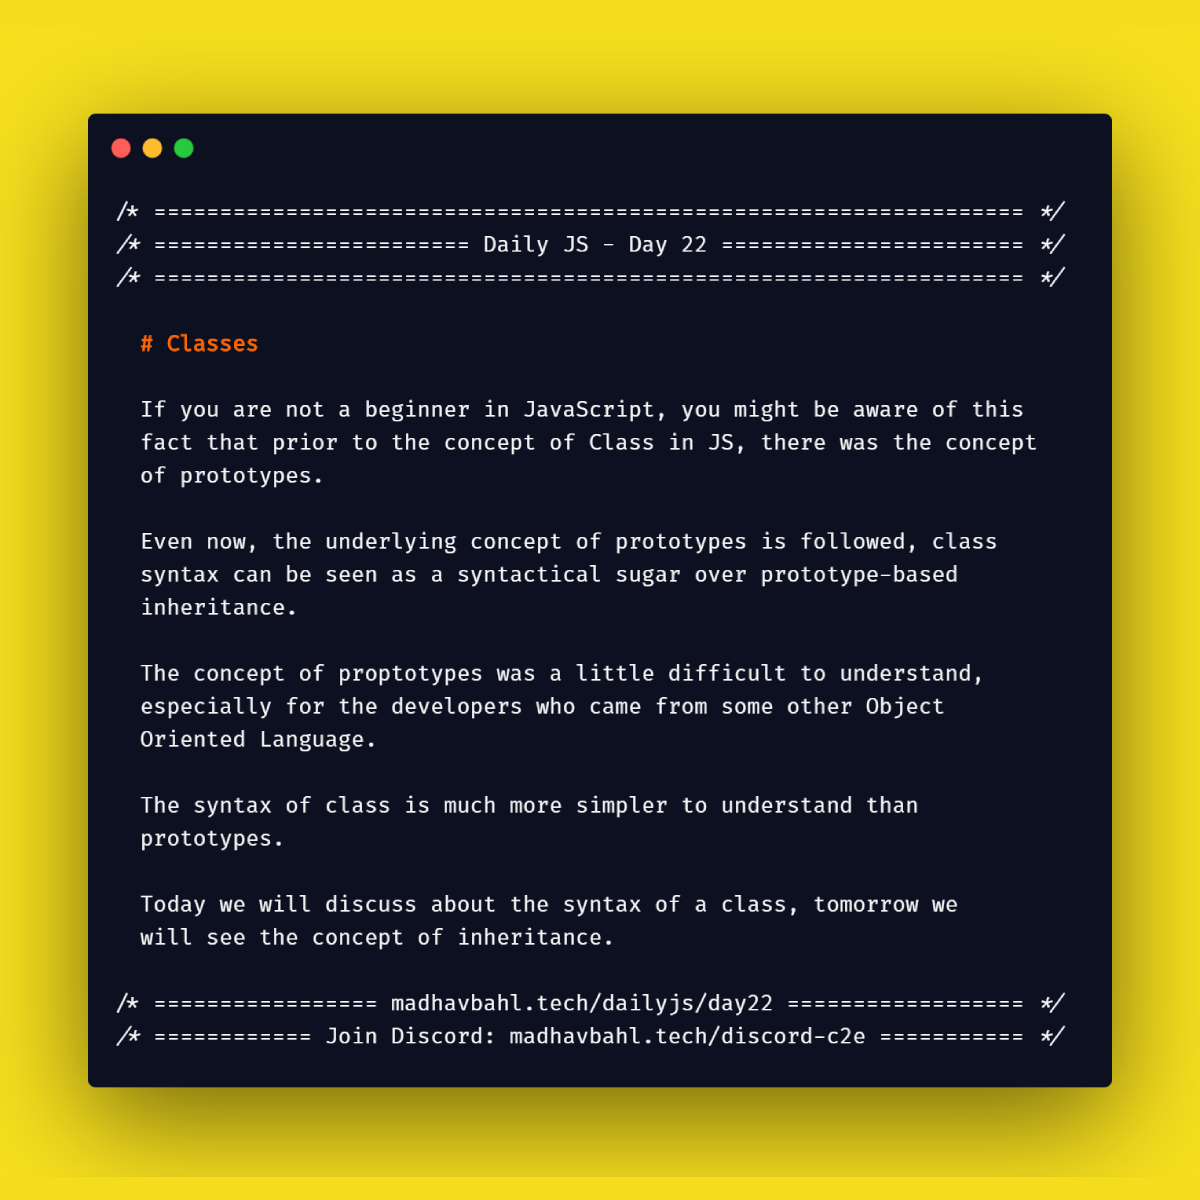 /* ================================================================== */
/* ======================== Daily JS - Day 22 ======================= */
/* ================================================================== */
# Classes
If you are not a beginner in JavaScript, you might be aware of this
fact that prior to the concept of Class in JS, there was the concept
of prototypes.
Even now, the underlying concept of prototypes is followed, class
syntax can be seen as a syntactical sugar over prototype-based
inheritance.
The concept of proptotypes was a little difficult to understand,
especially for the developers who came from some other Object
Oriented Language.
The syntax of class is much more simpler to understand than
prototypes.
Today we will discuss about the syntax of a class, tomorrow we
will see the concept of inheritance.
/* ================= madhavbahl.tech/dailyjs/day22 ================== */
/* ============ Join Discord: madhavbahl.tech/discord-c2e =========== */